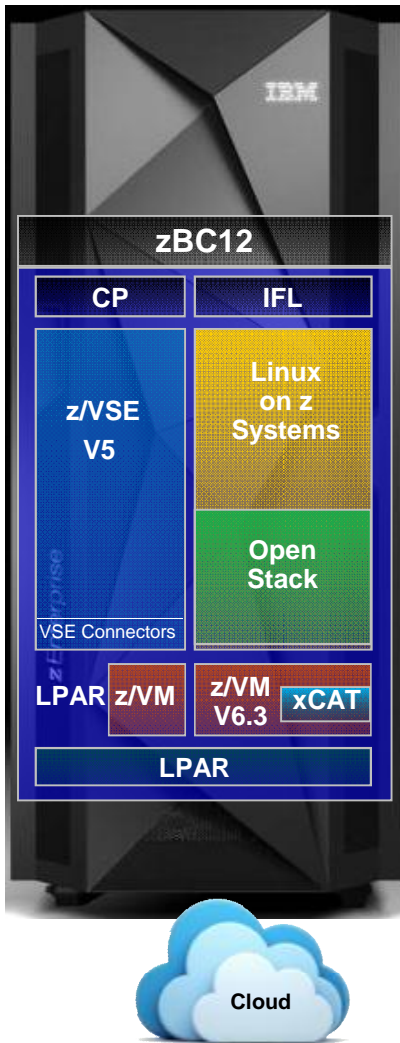 IBM
zBC12
CP
IFL
z/VSE
V5
Linux
on z
Systems
Open
Stack
zEnterprise
VSE Connectors
LPAR
z/VM
z/VM
V6.3
xCAT
LPAR
Cloud